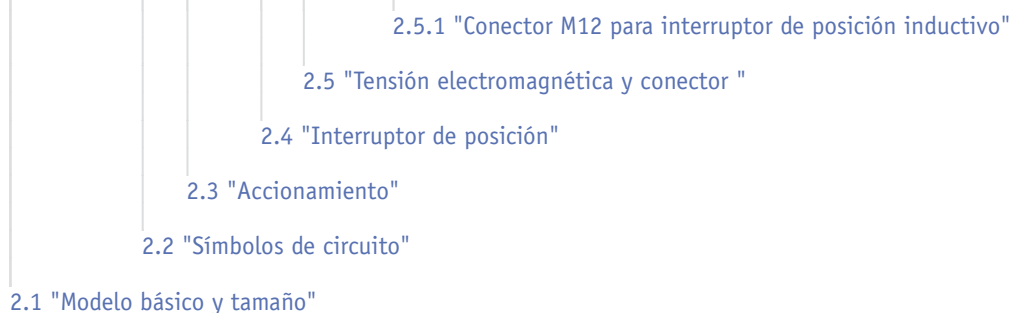 2.5.1 "Conector M12 para interruptor de posición inductivo"
2.5 "Tensión electromagnética y conector "
2.4 "Interruptor de posición"
2.3 "Accionamiento"
2.2 "Símbolos de circuito"
2.1 "Modelo básico y tamaño"